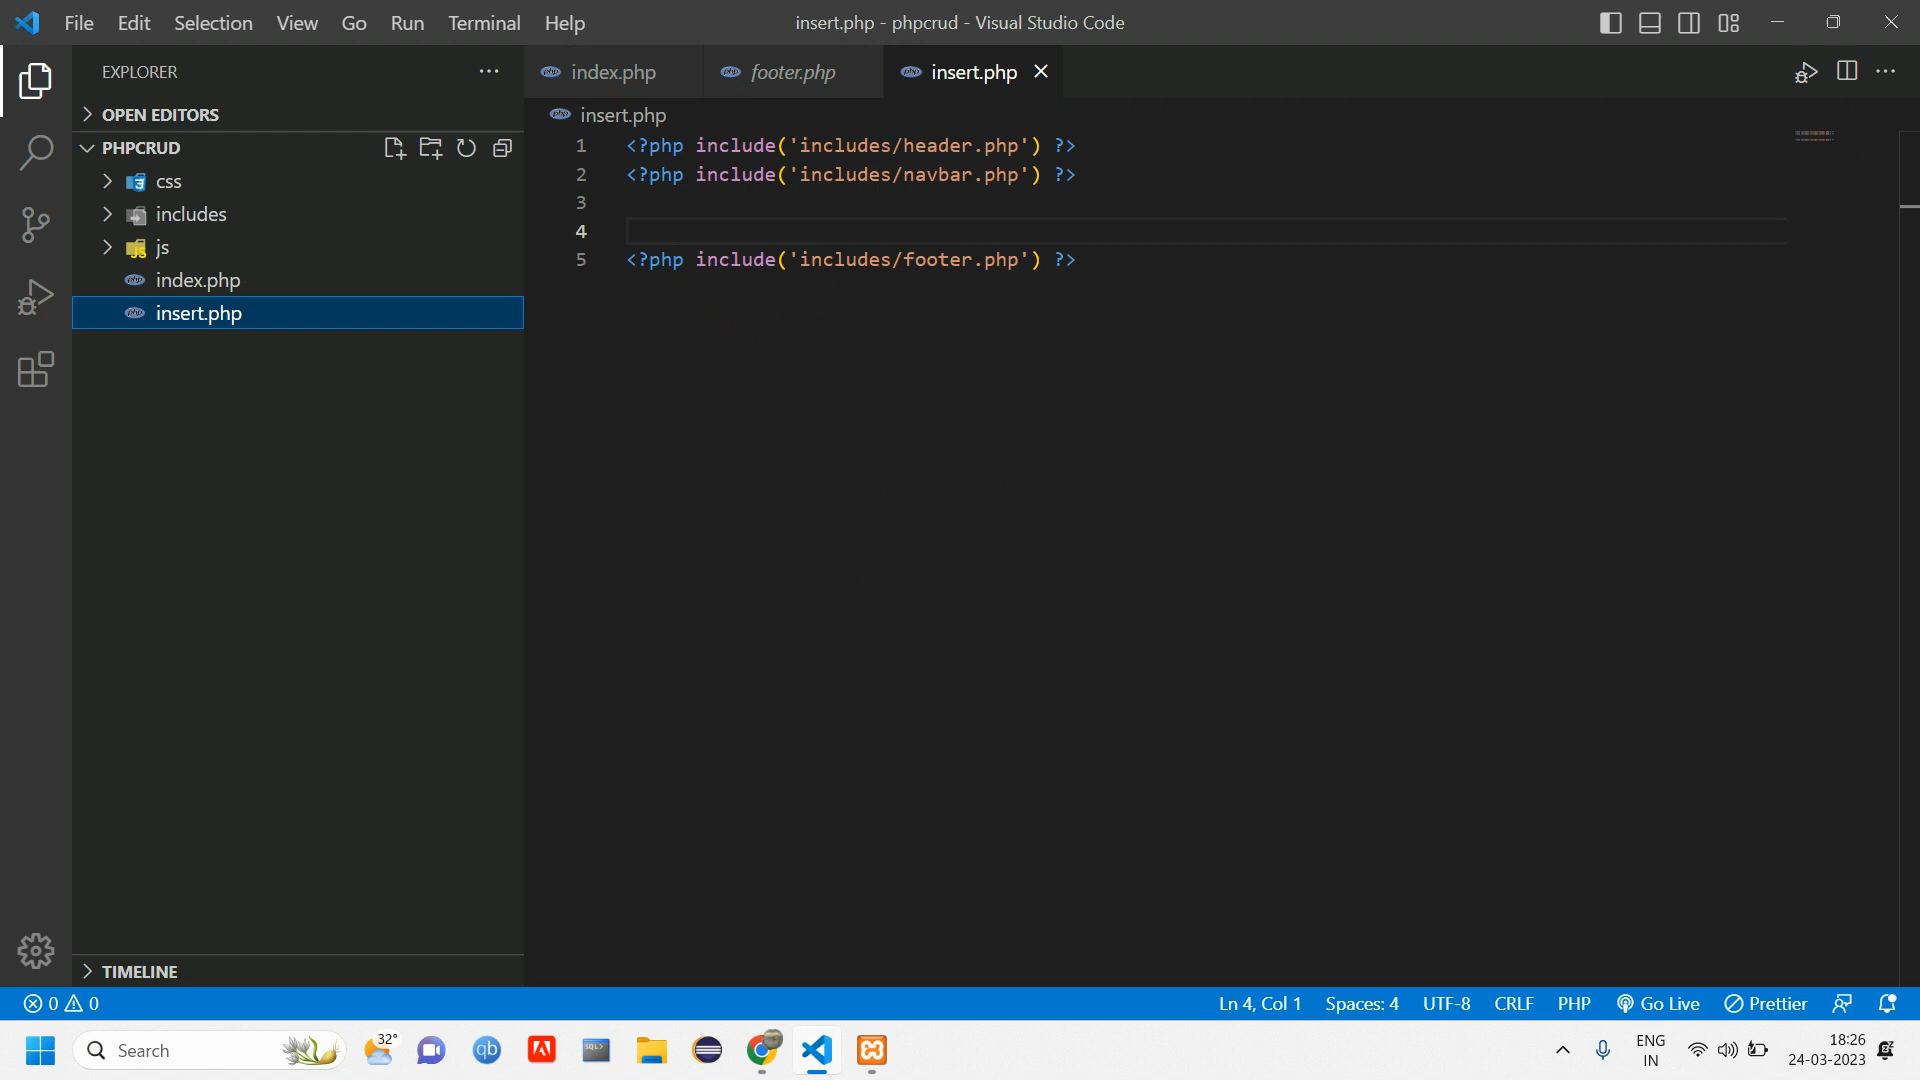 File Edit Selection View Go Run Terminal Help
insert.php - phpcrud - Visual Studio Code
EXPLORER
OPEN EDITORS
PHPCRUD
css
includes
js
index.php
insert.php
TIMELINE
index.php footer.php insert.php
insert.php
1 <?php include('includes/header.php') ?>
2 <?php include('includes/navbar.php') ?>
3
4
5 <?php include('includes/footer.php') ?>
0 0 Ln 4, Col 1 Spaces: 4 UTF-8 CRLF PHP Go Live Prettier
Search 32° qb SQL> ENG 18:26
IN 24-03-2023